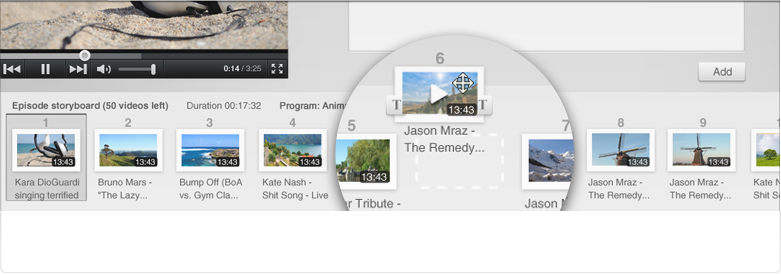 0:14 / 3:25
Add
Episode storyboard (50 videos left) Duration 00:17:32 Program: Anim
1
13:43
Kara DioGuardi
singing terrified
2
13:43
Bruno Mars -
"The Lazy...
3
13:43
Bump Off (BoA
vs. Gym Cla...
4
13:43
Kate Nash -
Shit Song - Live
5
13:43
r Tribute -
6
T T
13:43
Jason Mraz -
The Remedy...
7
13:43
Jason M
8
13:43
Jason Mraz -
The Remedy...
9
13:43
Jason Mraz -
The Remedy...
1
Kate N
Shit S